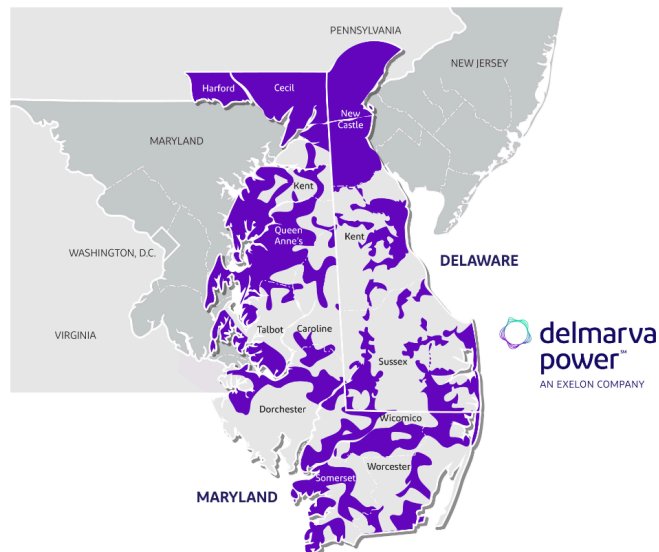 PENNSYLVANIA
NEW JERSEY
Harford
Cecil
New
Castle
MARYLAND
Kent
Queen
Anne's
Kent
WASHINGTON, D.C.
DELAWARE
VIRGINIA
Talbot
Caroline
Sussex
delmarva
power℠
AN EXELON COMPANY
Dorchester
Wicomico
Worcester
Somerset
MARYLAND